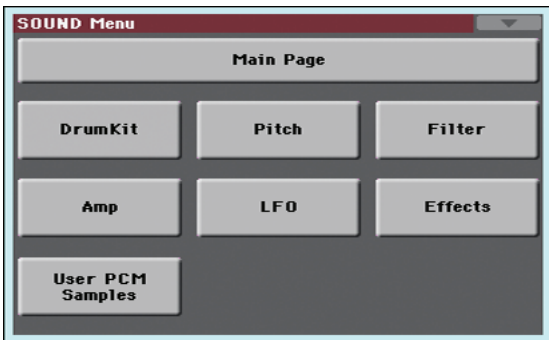 SOUND Menu
Main Page
DrumKit Pitch Filter
Amp LFO Effects
User PCM
Samples